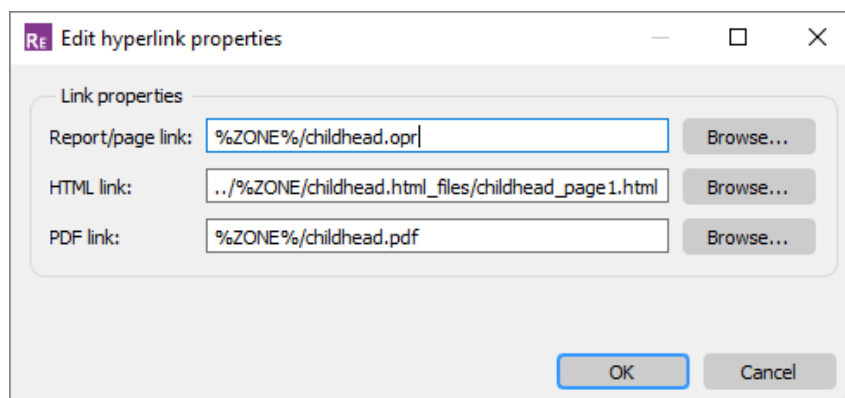 RE Edit hyperlink properties
Link properties
Report/page link: %ZONE%/childhead.opr Browse...
HTML link: ../%ZONE/childhead.html_files/childhead_page1.html Browse...
PDF link: %ZONE%/childhead.pdf Browse...
OK Cancel